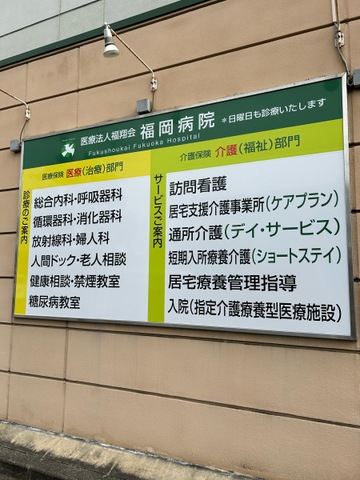 医療法人福翔会 福岡病院 *日曜日も診療いたします
Fukushoukai Fukuoka Hospital
医療保険 医療(治療)部門
診療のご案内
総合内科・呼吸器科
循環器科・消化器科
放射線科・婦人科
人間ドック・老人相談
健康相談・禁煙教室
糖尿病教室
介護保険 介護(福祉)部門
サービスご案内
訪問看護
居宅支援介護事業所(ケアプラン)
通所介護(デイ・サービス)
短期入所療養介護(ショートステイ)
居宅療養管理指導
入院(指定介護療養型医療施設)